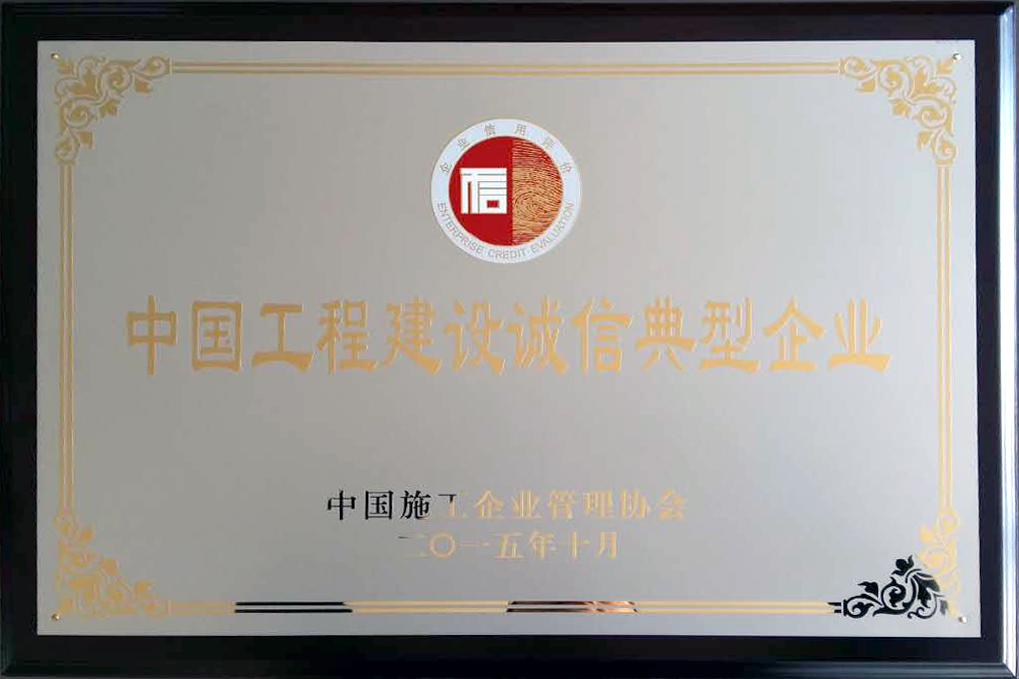 企业信用评价
信
ENTERPRISE CREDIT EVALUATION
中国工程建设诚信典型企业
中国施工企业管理协会
二〇一五年十月